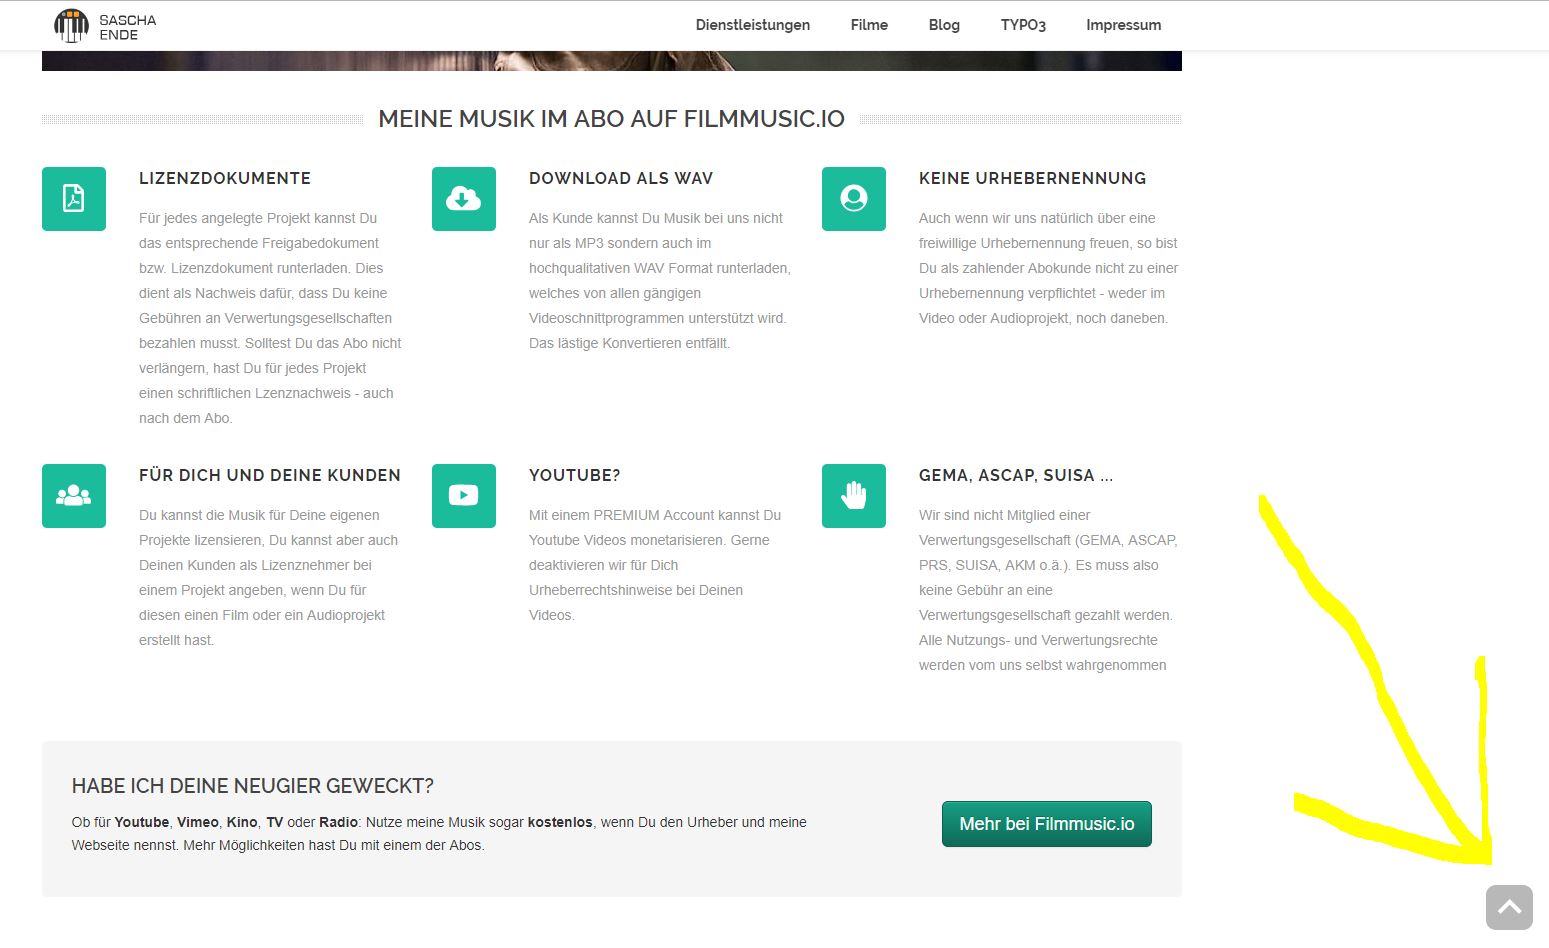 SASCHA
ENDE
Dienstleistungen
Filme
Blog
TYPO3
Impressum
MEINE MUSIK IM ABO AUF FILMMUSIC.IO
LIZENZDOKUMENTE
Für jedes angelegte Projekt kannst Du
das entsprechende Freigabedokument
bzw. Lizenzdokument runterladen. Dies
dient als Nachweis dafür, dass Du keine
Gebühren an Verwertungsgesellschaften
bezahlen musst. Solltest Du das Abo nicht
verlängern, hast Du für jedes Projekt
einen schriftlichen Lzenznachweis - auch
nach dem Abo.
DOWNLOAD ALS WAV
Als Kunde kannst Du Musik bei uns nicht
nur als MP3 sondern auch im
hochqualitativen WAV Format runterladen,
welches von allen gängigen
Videoschnittprogrammen unterstützt wird.
Das lästige Konvertieren entfällt.
KEINE URHEBERNENNUNG
Auch wenn wir uns natürlich über eine
freiwillige Urhebernennung freuen, so bist
Du als zahlender Abokunde nicht zu einer
Urhebernennung verpflichtet - weder im
Video oder Audioprojekt, noch daneben.
FÜR DICH UND DEINE KUNDEN
Du kannst die Musik für Deine eigenen
Projekte lizensieren, Du kannst aber auch
Deinen Kunden als Lizenznehmer bei
einem Projekt angeben, wenn Du für
diesen einen Film oder ein Audioprojekt
erstellt hast.
YOUTUBE?
Mit einem PREMIUM Account kannst Du
Youtube Videos monetarisieren. Gerne
deaktivieren wir für Dich
Urheberrechtshinweise bei Deinen
Videos.
GEMA, ASCAP, SUISA ...
Wir sind nicht Mitglied einer
Verwertungsgesellschaft (GEMA, ASCAP,
PRS, SUISA, AKM o.ä.). Es muss also
keine Gebühr an eine
Verwertungsgesellschaft gezahlt werden.
Alle Nutzungs- und Verwertungsrechte
werden vom uns selbst wahrgenommen
HABE ICH DEINE NEUGIER GEWECKT?
Ob für Youtube, Vimeo, Kino, TV oder Radio: Nutze meine Musik sogar kostenlos, wenn Du den Urheber und meine
Webseite nennst. Mehr Möglichkeiten hast Du mit einem der Abos.
Mehr bei Filmmusic.io